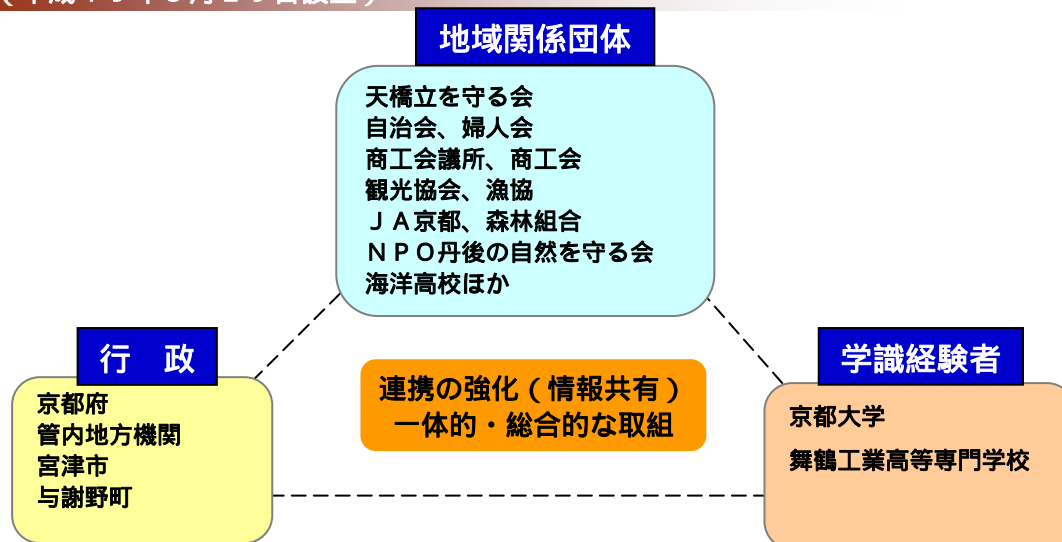 地域関係団体
天橋立を守る会
自治会、婦人会
商工会議所、商工会
観光協会、漁協
ＪＡ京都、森林組合
ＮＰＯ丹後の自然を守る会
海洋高校ほか
行　政
京都府
管内地方機関
宮津市
与謝野町
連携の強化（情報共有）
一体的・総合的な取組
学識経験者
京都大学
舞鶴工業高等専門学校